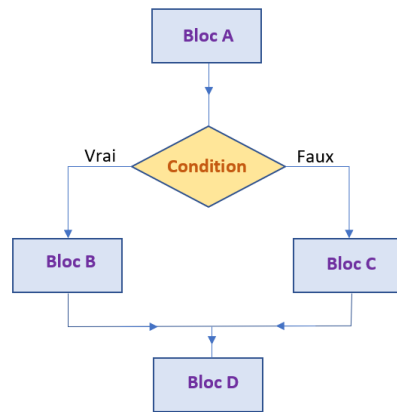 Bloc A
Vrai
Faux
Condition
Bloc B
Bloc C
Bloc D